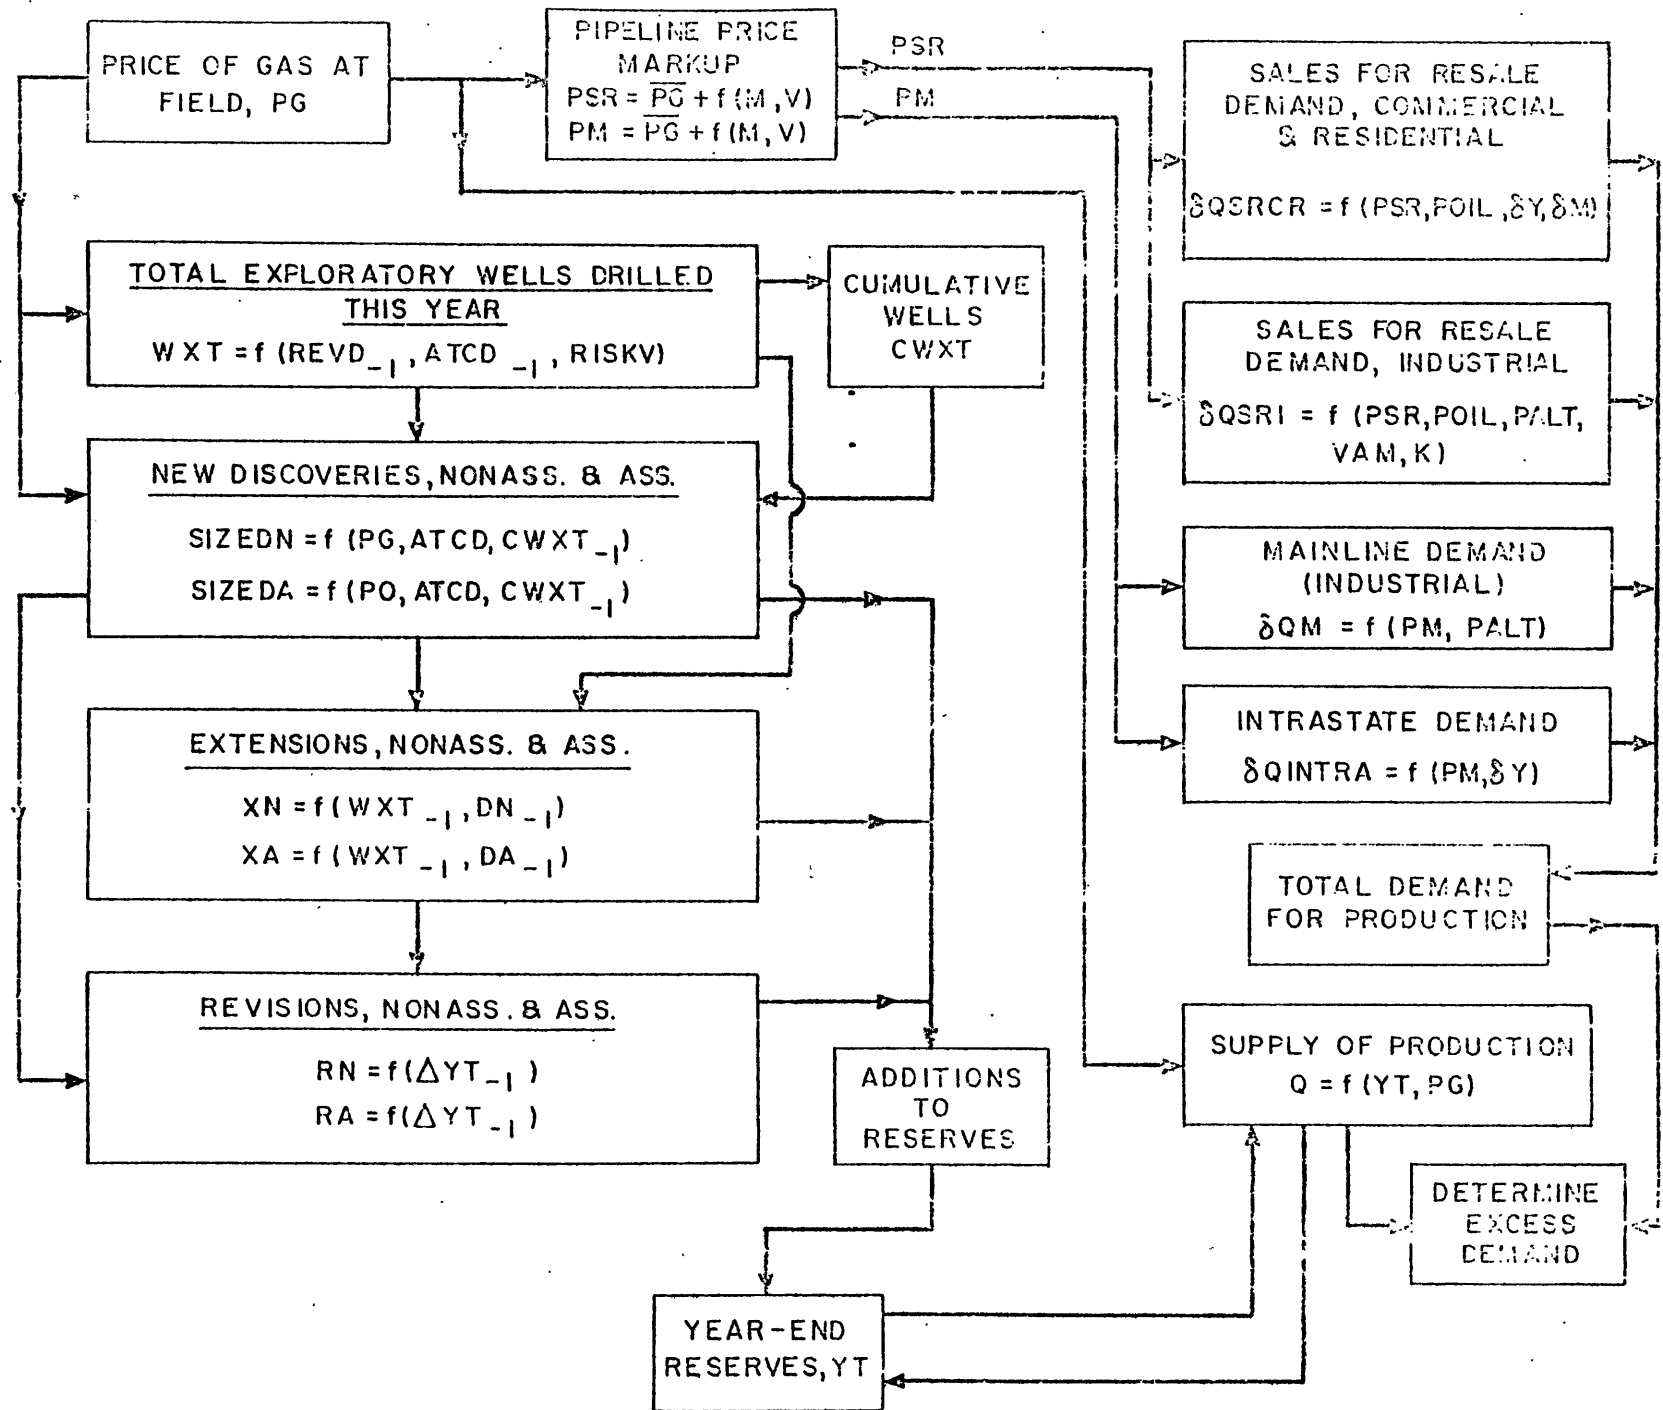 PRICE OF GAS AT
FIELD, PG
PIPELINE PRICE
MARKUP
PSR = P̅G̅ + f(M,V)
PM = P̅G̅ + f(M,V)
PSR
PM
SALES FOR RESALE
DEMAND, COMMERCIAL
& RESIDENTIAL
δQSRCR = f(PSR,POIL,δY,δM)
TOTAL EXPLORATORY WELLS DRILLED
THIS YEAR
WXT = f(REVD₋₁, ATCD₋₁, RISKV)
CUMULATIVE
WELLS
CWXT
SALES FOR RESALE
DEMAND, INDUSTRIAL
δQSRI = f (PSR,POIL,PALT,
VAM,K)
NEW DISCOVERIES, NONASS. & ASS.
SIZEDN = f (PG,ATCD,CWXT₋₁)
SIZEDA = f (PO,ATCD,CWXT₋₁)
MAINLINE DEMAND
(INDUSTRIAL)
δQM = f (PM, PALT)
EXTENSIONS, NONASS. & ASS.
XN = f(WXT₋₁, DN₋₁)
XA = f(WXT₋₁, DA₋₁)
INTRASTATE DEMAND
δQINTRA = f (PM,δY)
TOTAL DEMAND
FOR PRODUCTION
REVISIONS, NONASS. & ASS.
RN = f(ΔYT₋₁)
RA = f(ΔYT₋₁)
ADDITIONS
TO
RESERVES
SUPPLY OF PRODUCTION
Q = f(YT,PG)
DETERMINE
EXCESS
DEMAND
YEAR-END
RESERVES,YT